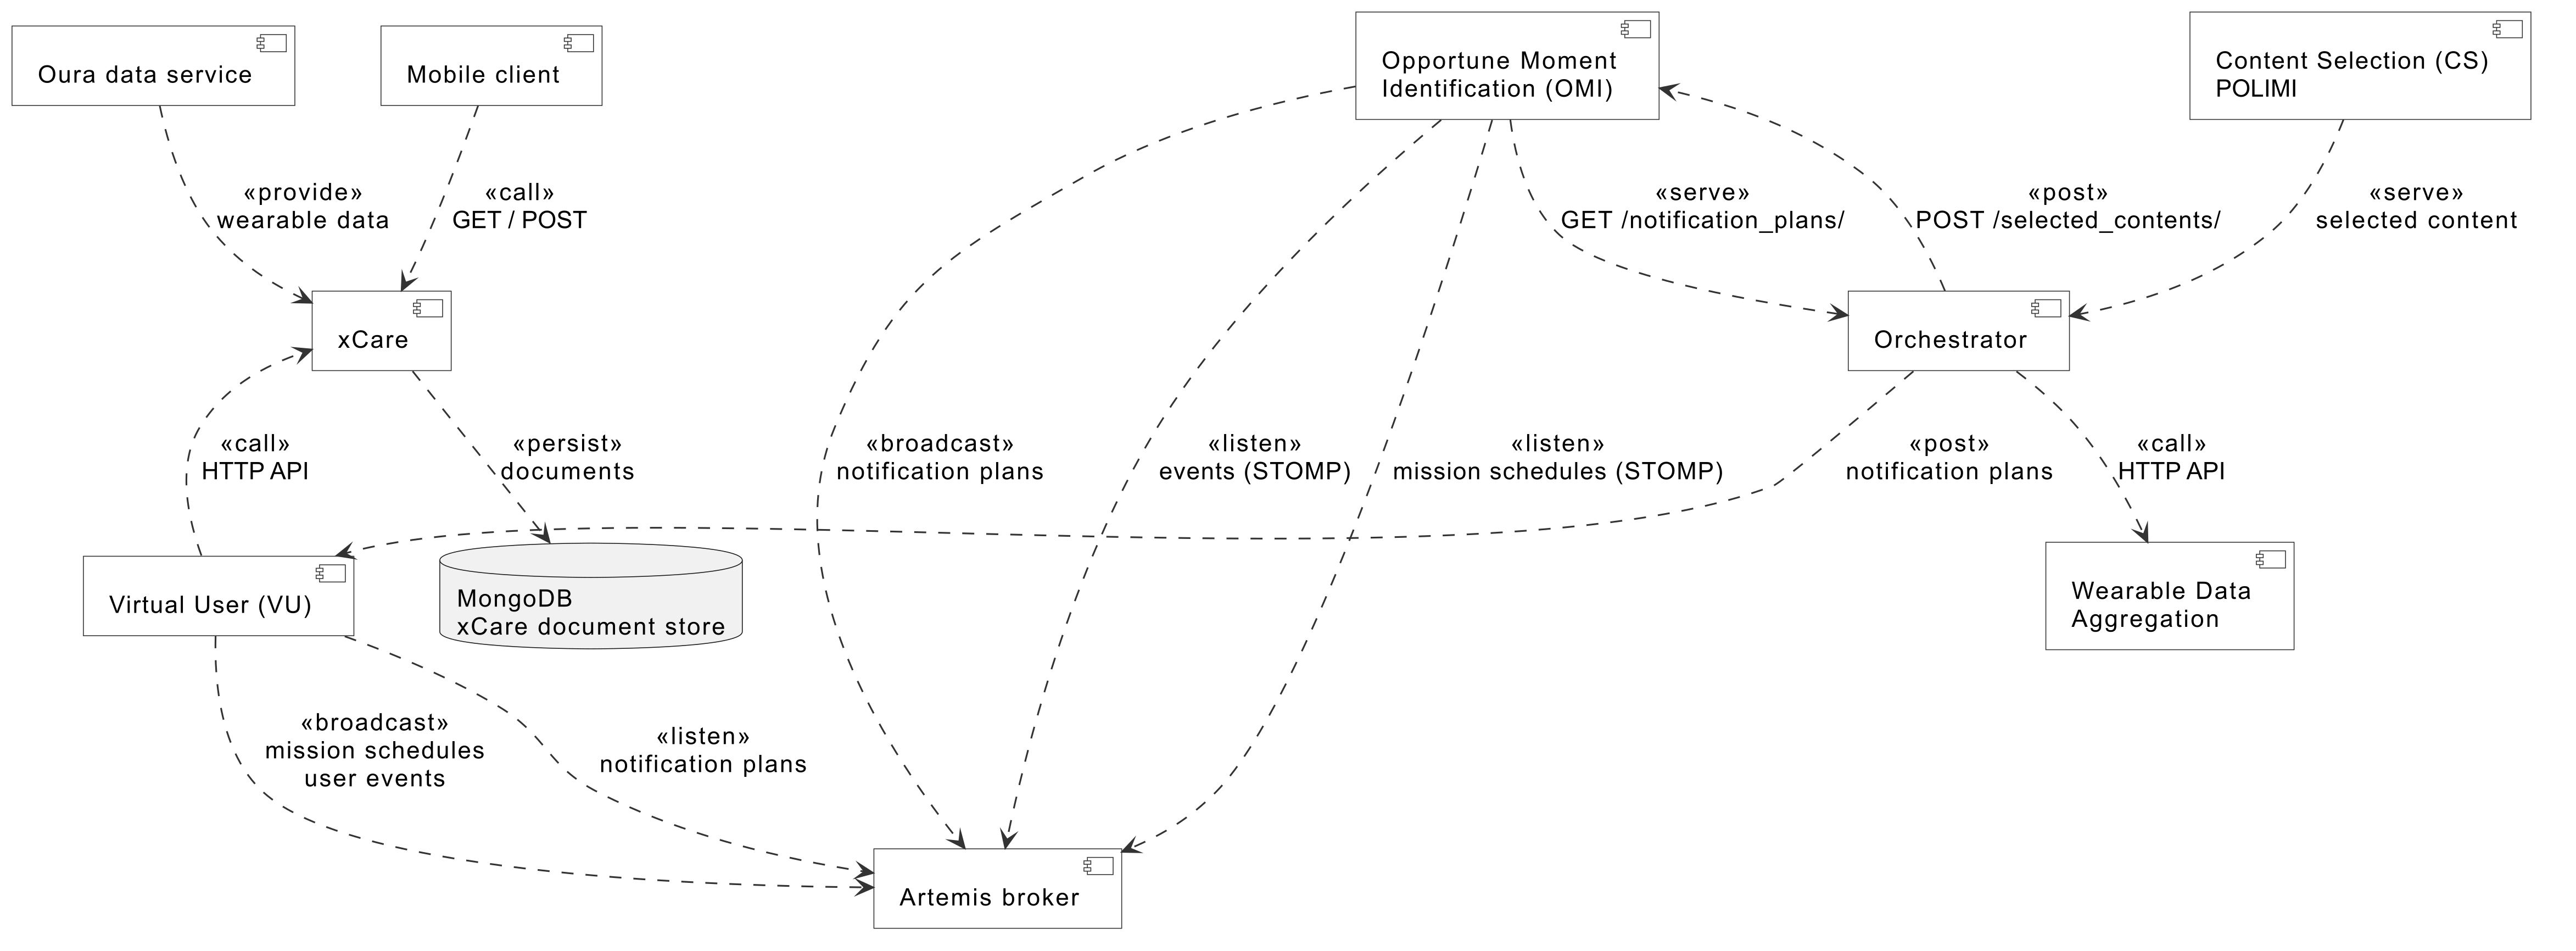 Oura data service
Mobile client
Opportune Moment
Identification (OMI)
Content Selection (CS)
POLIMI
«provide»
wearable data
«call»
GET / POST
«serve»
GET /notification_plans/
«post»
POST /selected_contents/
«serve»
selected content
xCare
Orchestrator
«call»
HTTP API
«persist»
documents
«broadcast»
notification plans
«listen»
events (STOMP)
«listen»
mission schedules (STOMP)
«post»
notification plans
«call»
HTTP API
Virtual User (VU)
MongoDB
xCare document store
Wearable Data
Aggregation
«broadcast»
mission schedules
user events
«listen»
notification plans
Artemis broker